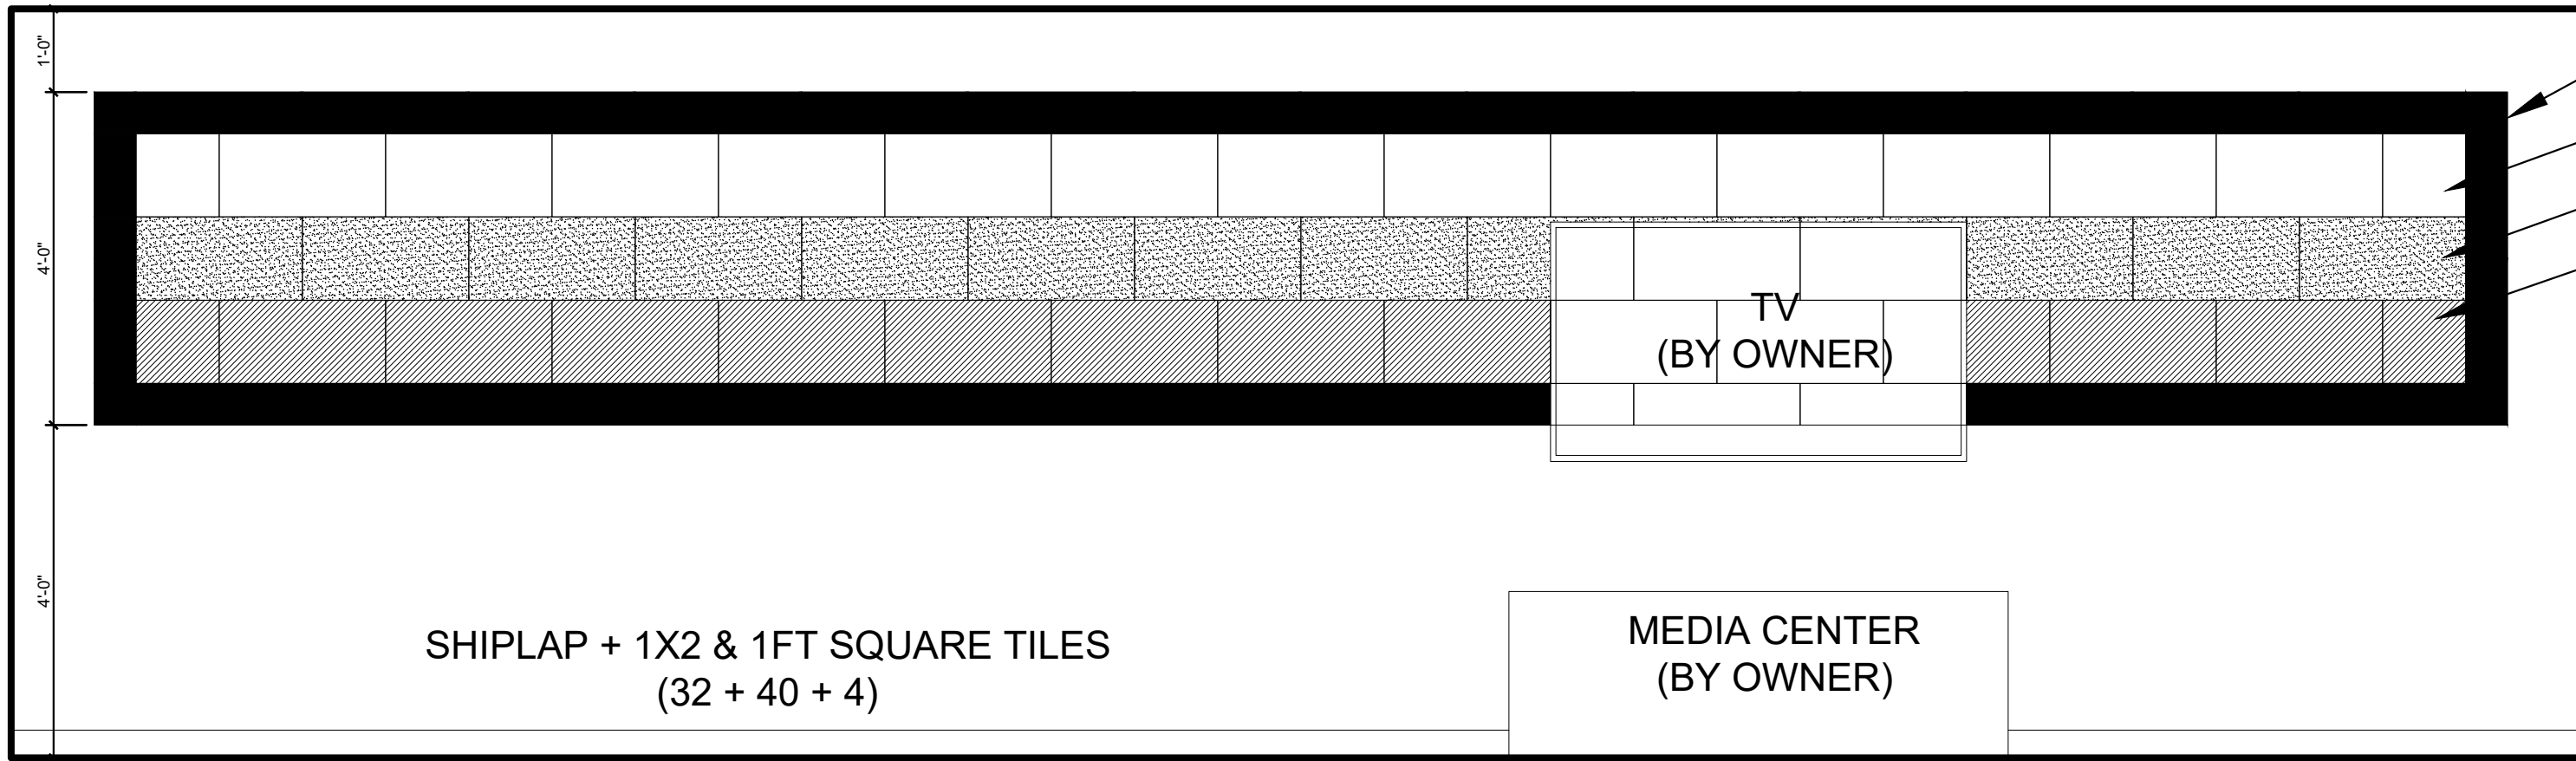 1'-0"
4'-0"
4'-0"
TV
(BY OWNER)
SHIPLAP + 1X2 & 1FT SQUARE TILES
(32 + 40 + 4)
MEDIA CENTER
(BY OWNER)